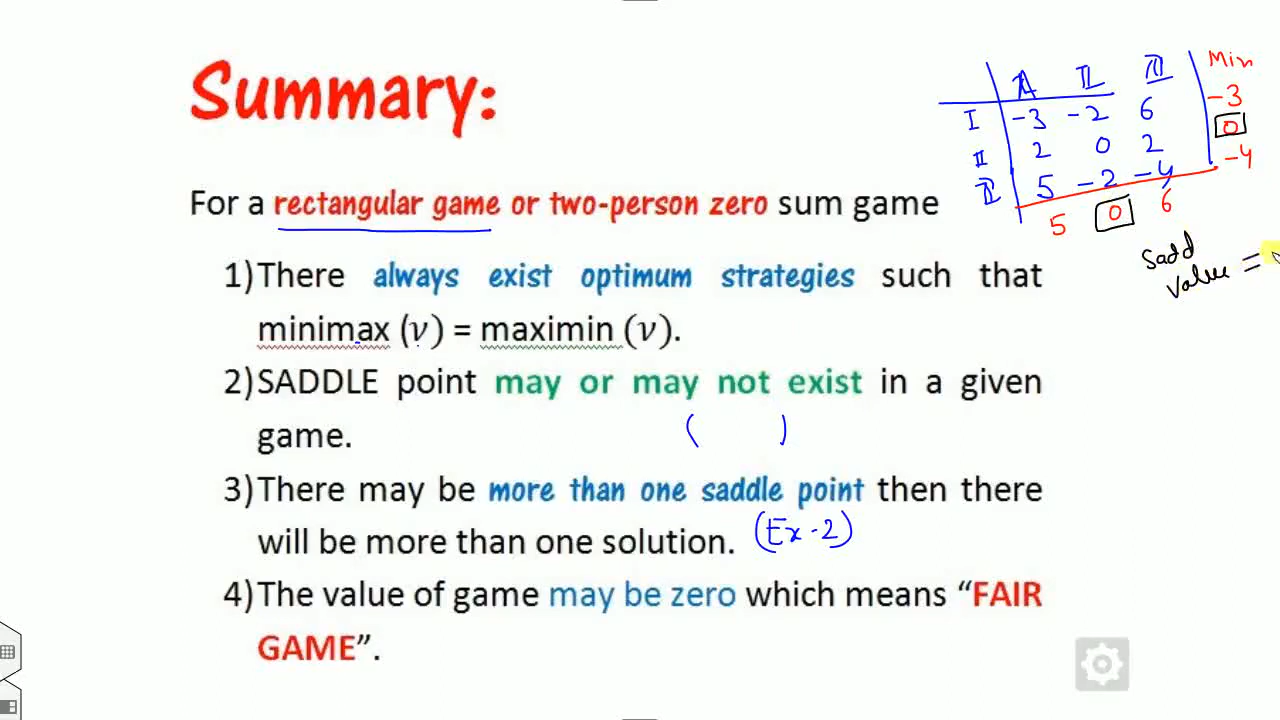 Summary:
For a rectangular game or two-person zero sum game
1) There always exist optimum strategies such that
minimax (ν) = maximin (ν).
2) SADDLE point may or may not exist in a given
game. ( )
3) There may be more than one saddle point then there
will be more than one solution. (Ex-2)
4) The value of game may be zero which means “FAIR
GAME”.
I II III Min
I -3 -2 6 -3
II 2 0 2 0
III 5 -2 -4 -4
5 0 6
Sadd
Value =